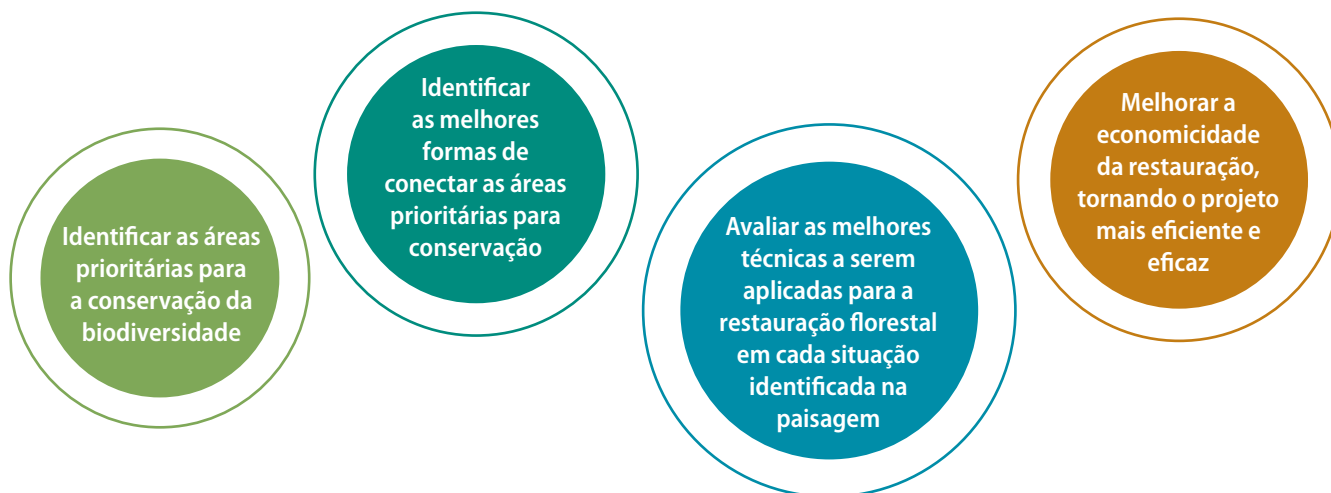 Identificar as áreas
prioritárias para
a conservação da
biodiversidade
Identificar
as melhores
formas de
conectar as áreas
prioritárias para
conservação
Avaliar as melhores
técnicas a serem
aplicadas para a
restauração florestal
em cada situação
identificada na
paisagem
Melhorar a
economicidade
da restauração,
tornando o projeto
mais eficiente e
eficaz